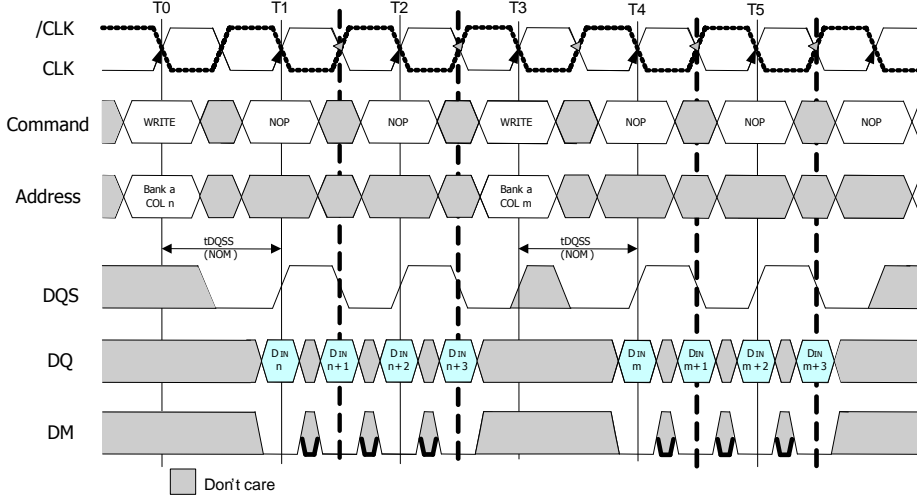 T0 T1 T2 T3 T4 T5
/CLK
CLK
Command WRITE NOP NOP WRITE NOP NOP NOP
Address Bank a Bank a
COL n COL m
tDQSS tDQSS
(NOM) (NOM)
DQS
DQ DIN DIN DIN DIN DIN DIN DIN DIN
n n+1 n+2 n+3 m m+1 m+2 m+3
DM
Don't care